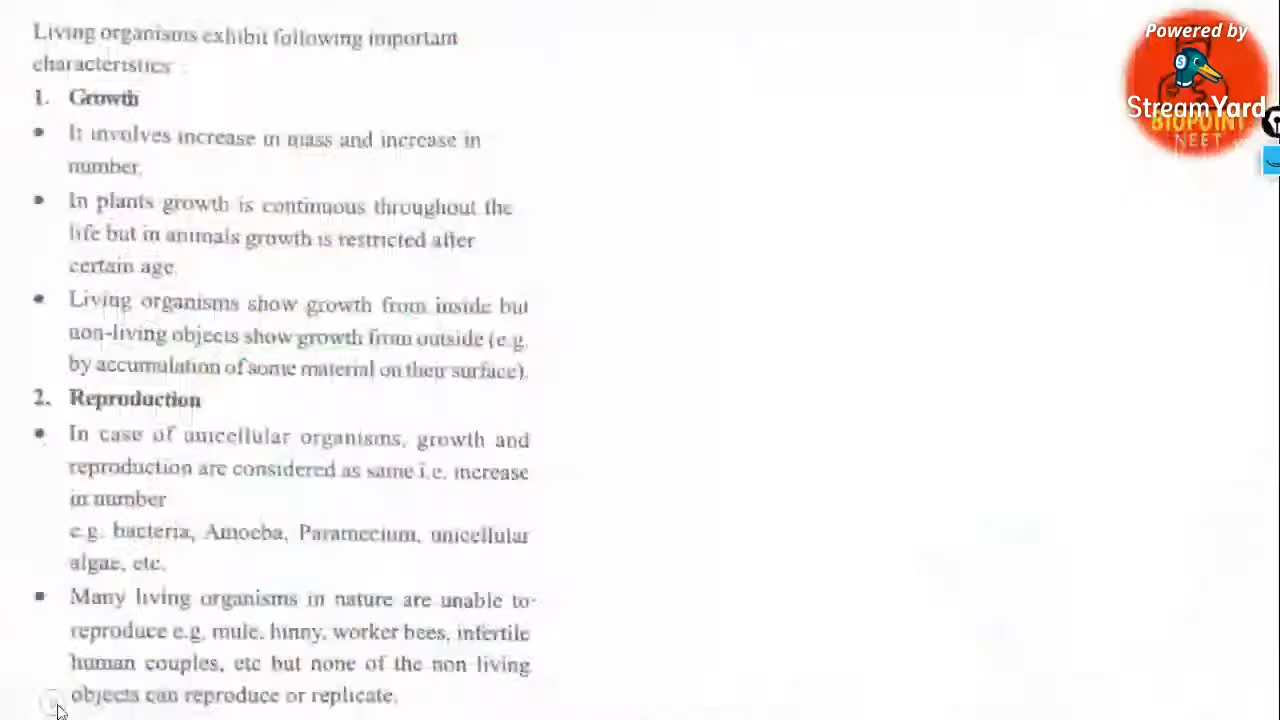 Living organisms exhibit following important
characteristics
1. Growth
• It involves increase in mass and increase in
number.
• In plants growth is continuous throughout the
life but in animals growth is restricted after
certain age.
• Living organisms show growth from inside but
non-living objects show growth from outside (e.g.
by accumulation of some material on their surface).
2. Reproduction
• In case of unicellular organisms, growth and
reproduction are considered as same i.e. increase
in number
e.g. bacteria, Amoeba, Paramecium, unicellular
algae, etc.
• Many living organisms in nature are unable to
reproduce e.g. mule, hinny, worker bees, infertile
human couples, etc but none of the non living
objects can reproduce or replicate.
Powered by
StreamYard
BIOPOINT
NEET